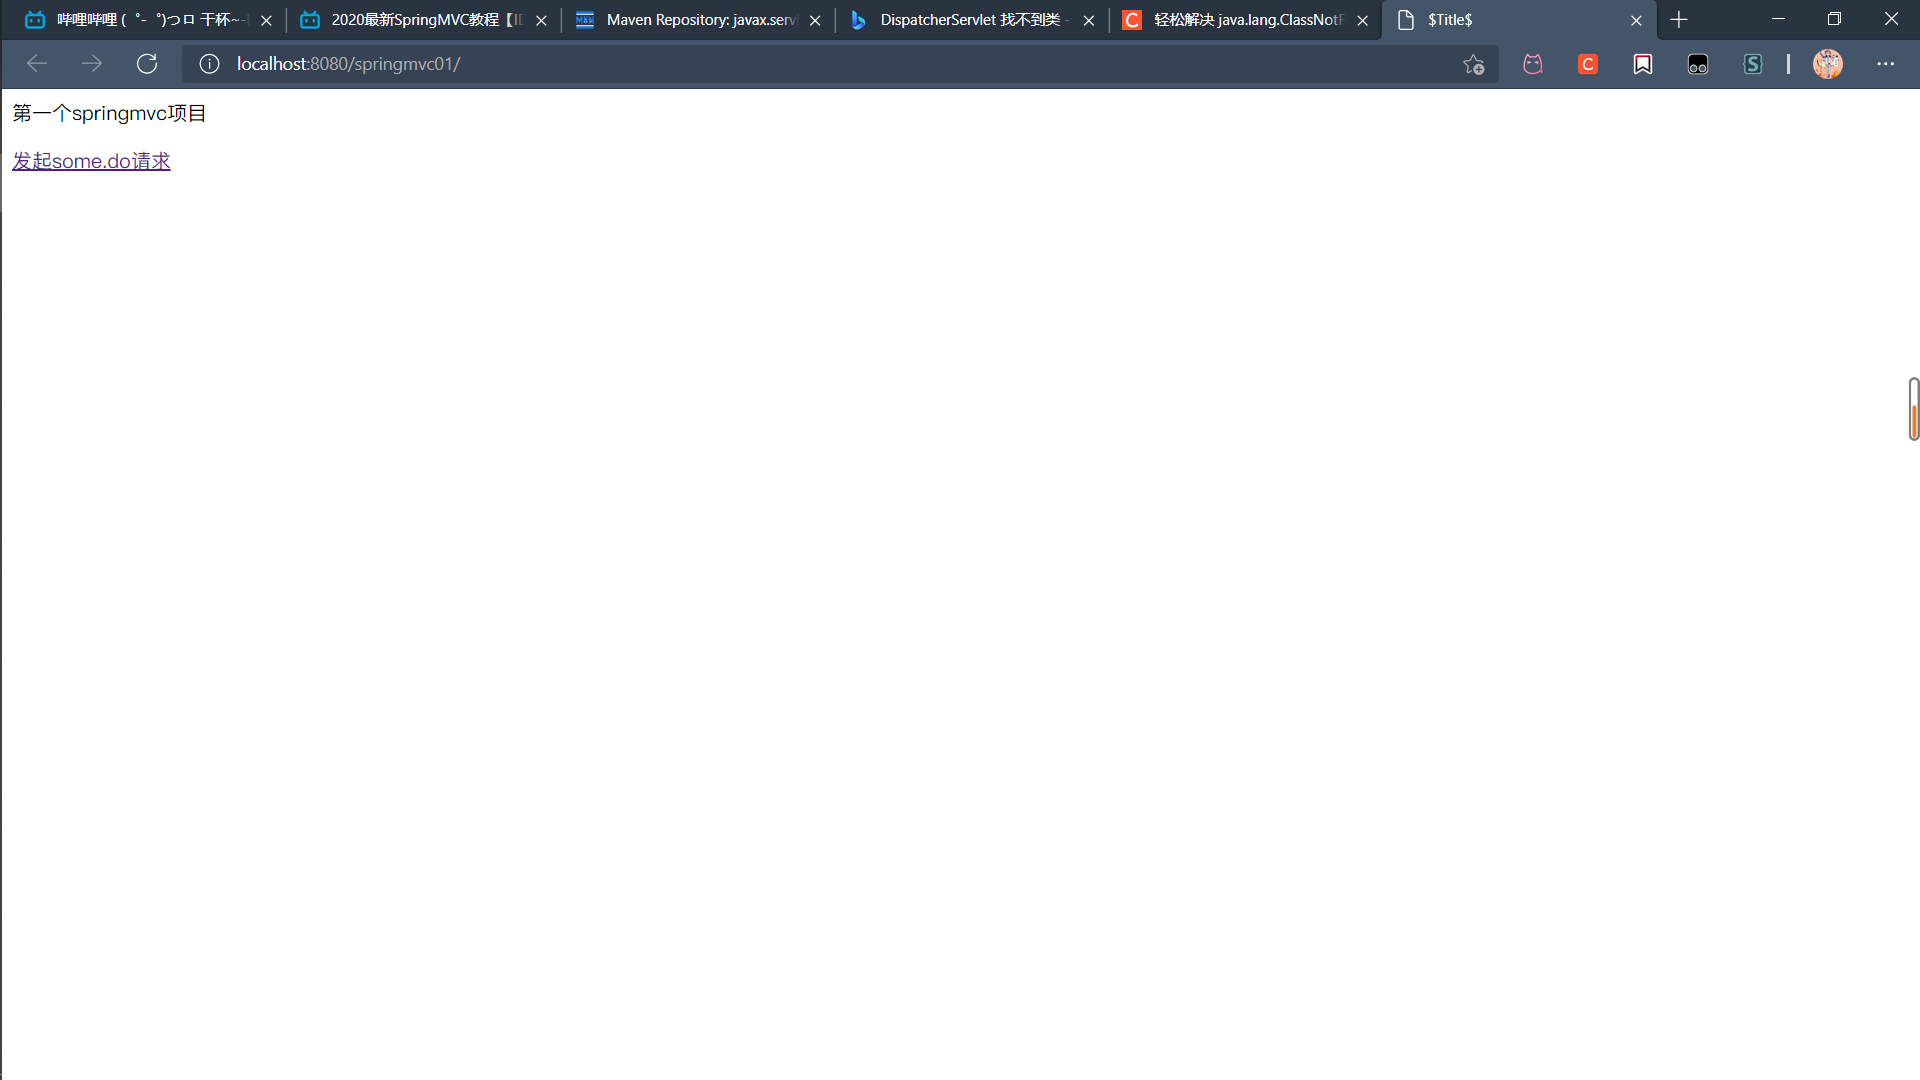 哔哩哔哩 (゜-゜)つロ 干杯~-
2020最新SpringMVC教程【
Maven Repository: javax.serv
DispatcherServlet 找不到类 -
轻松解决 java.lang.ClassNot
$Title$
localhost:8080/springmvc01/
第一个springmvc项目
发起some.do请求